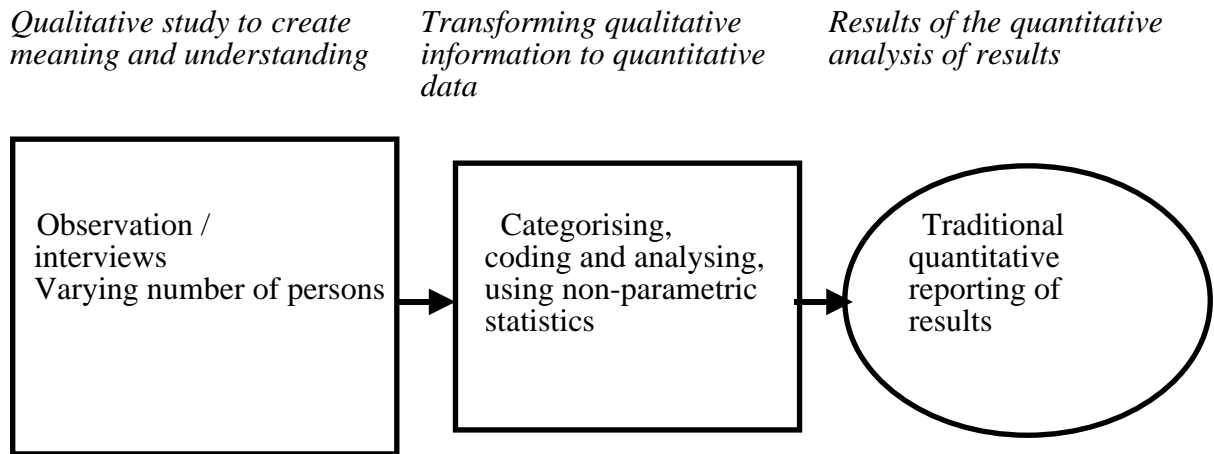 Qualitative study to create
meaning and understanding
Transforming qualitative
information to quantitative
data
Results of the quantitative
analysis of results
Observation /
interviews
Varying number of persons
Categorising,
coding and analysing,
using non-parametric
statistics
Traditional
quantitative
reporting of
results